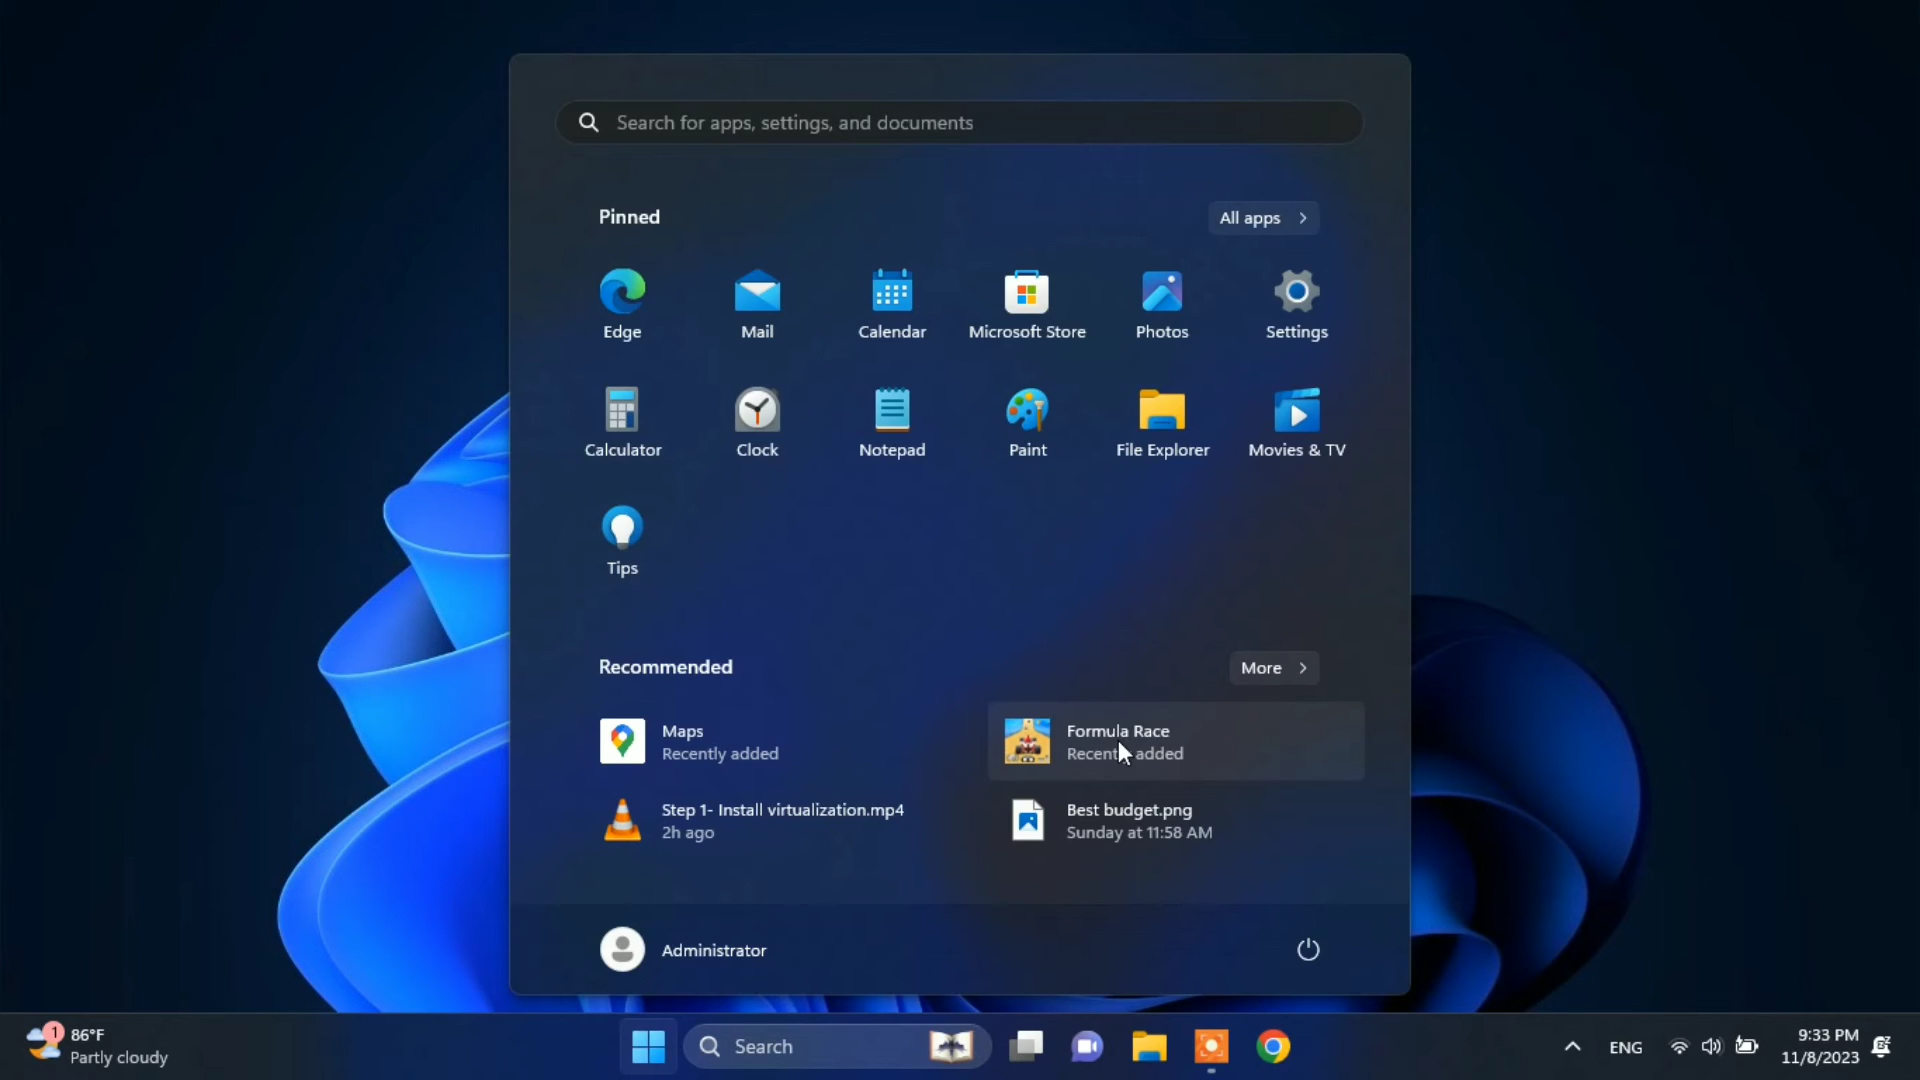 Search for apps, settings, and documents
Pinned
All apps
Edge
Mail
Calendar
Microsoft Store
Photos
Settings
Calculator
Clock
Notepad
Paint
File Explorer
Movies & TV
Tips
Recommended
More
Maps
Recently added
Formula Race
Recently added
Step 1- Install virtualization.mp4
2h ago
Best budget.png
Sunday at 11:58 AM
Administrator
1
86°F
Partly cloudy
Search
ENG
9:33 PM
11/8/2023